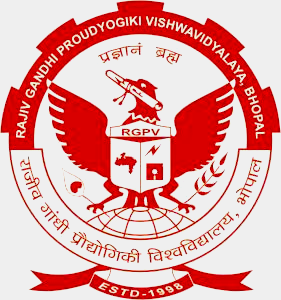 RAJIV GANDHI PROUDYOGIKI VISHWAVIDYALAYA, BHOPAL
प्रज्ञानं ब्रह्म
RGPV
राजीव गांधी प्रौद्योगिकी विश्वविद्यालय, भोपाल
ESTD-1998